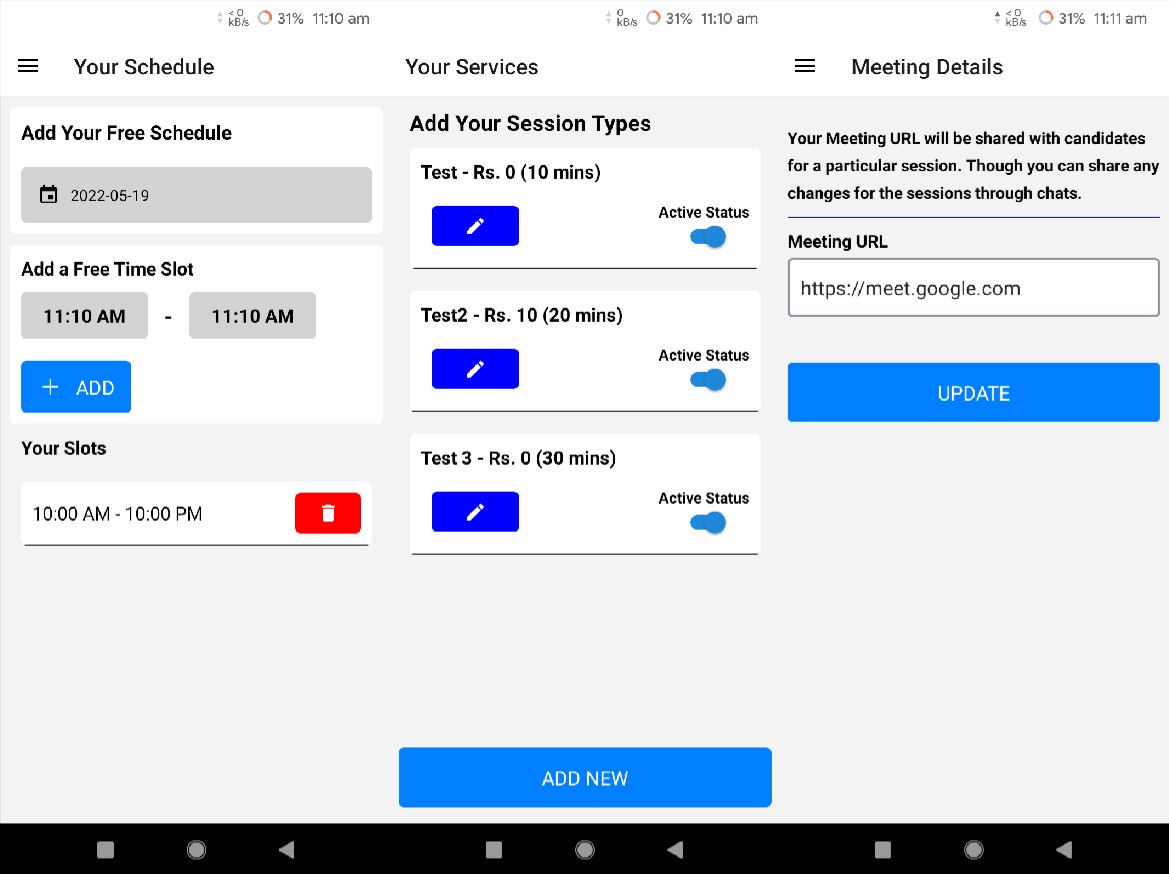 < 0
kB/s
31% 11:10 am
Your Schedule
Add Your Free Schedule
2022-05-19
Add a Free Time Slot
11:10 AM - 11:10 AM
+ ADD
Your Slots
10:00 AM - 10:00 PM
0
kB/s
31% 11:10 am
Your Services
Add Your Session Types
Test - Rs. 0 (10 mins)
Active Status
Test2 - Rs. 10 (20 mins)
Active Status
Test 3 - Rs. 0 (30 mins)
Active Status
ADD NEW
< 0
kB/s
31% 11:11 am
Meeting Details
Your Meeting URL will be shared with candidates
for a particular session. Though you can share any
changes for the sessions through chats.
Meeting URL
https://meet.google.com
UPDATE